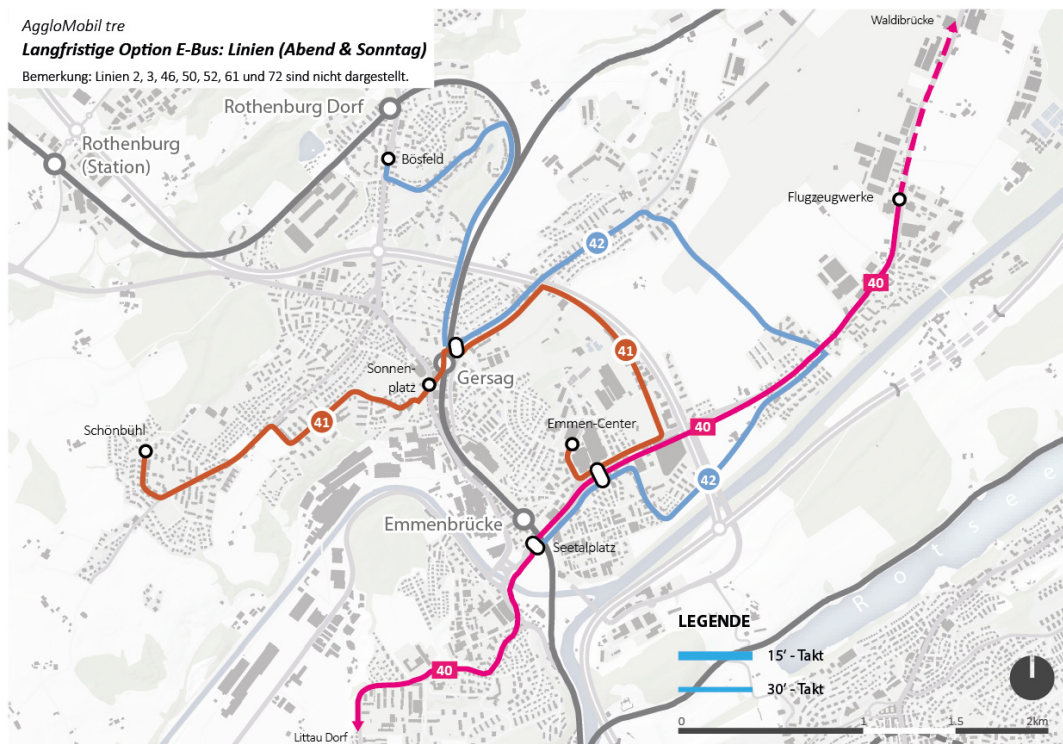 AggloMobil tre
Langfristige Option E-Bus: Linien (Abend & Sonntag)
Bemerkung: Linien 2, 3, 46, 50, 52, 61 und 72 sind nicht dargestellt.
Waldibrücke
Rothenburg Dorf
Rothenburg
(Station)
Bösfeld
Flugzeugwerke
42
40
41
Sonnen-
platz
Gersag
Schönbühl
41
Emmen-Center
40
42
Emmenbrücke
Seetalplatz
Rotsee
40
Littau Dorf
LEGENDE
15' - Takt
30' - Takt
0
1
1.5
2km